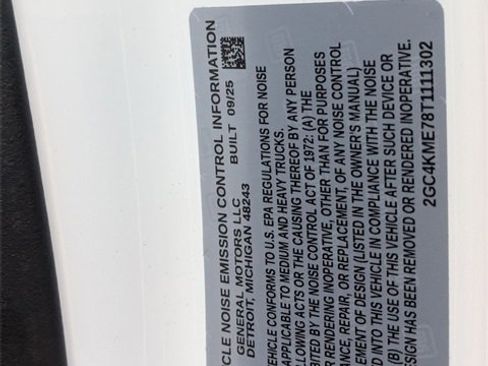 CLE NOISE EMISSION CONTROL INFORMATION
GENERAL MOTORS LLC
DETROIT, MICHIGAN 48243 BUILT 09/25
EHICLE CONFORMS TO U.S. EPA REGULATIONS FOR NOISE
APPLICABLE TO MEDIUM AND HEAVY TRUCKS.
LLOWING ACTS OR THE CAUSING THEREOF BY ANY PERSON
BITED BY THE NOISE CONTROL ACT OF 1972: (A) THE
R RENDERING INOPERATIVE, OTHER THAN FOR PURPOSES
ANCE, REPAIR, OR REPLACEMENT, OF ANY NOISE CONTROL
EMENT OF DESIGN (LISTED IN THE OWNER'S MANUAL)
D INTO THIS VEHICLE IN COMPLIANCE WITH THE NOISE
(B) THE USE OF THIS VEHICLE AFTER SUCH DEVICE OR
ESIGN HAS BEEN REMOVED OR RENDERED INOPERATIVE.
2GC4KME78T1111302